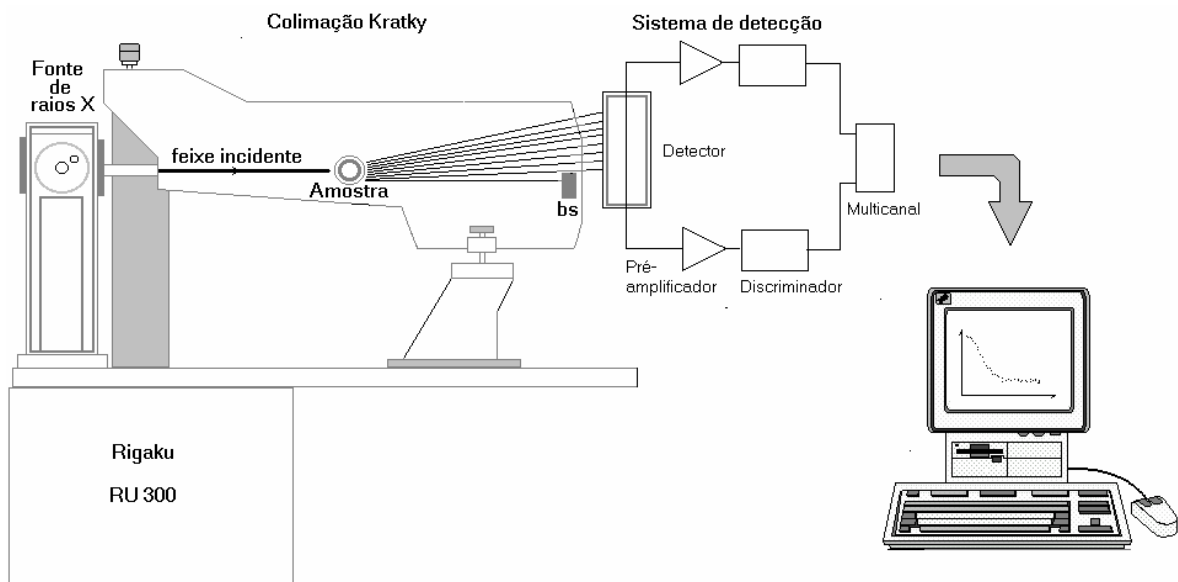 Colimação Kratky
Sistema de detecção
Fonte
de
raios X
feixe incidente
Amostra
bs
Detector
Multicanal
Pré-
amplificador
Discriminador
Rigaku
RU 300